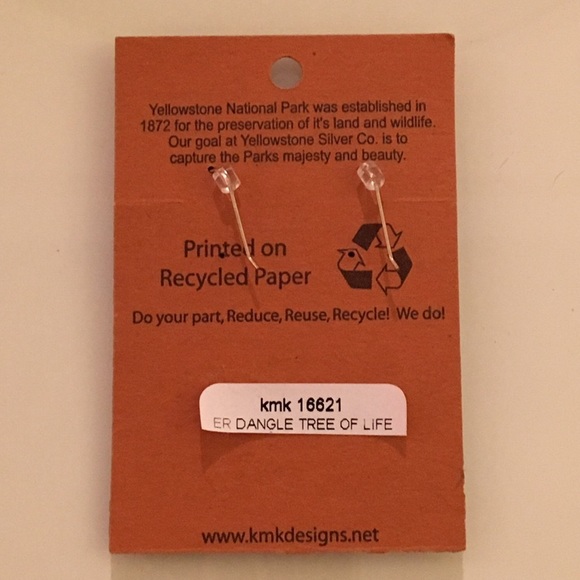 Yellowstone National Park was established in
1872 for the preservation of it's land and wildlife.
Our goal at Yellowstone Silver Co. is to
capture the Parks majesty and beauty.
Printed on
Recycled Paper
Do your part, Reduce, Reuse, Recycle! We do!
kmk 16621
ER DANGLE TREE OF LIFE
www.kmkdesigns.net